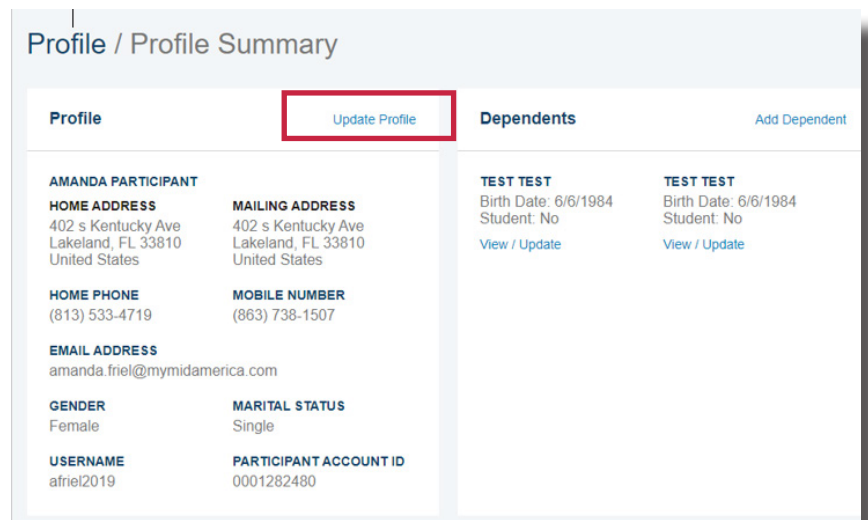 Profile / Profile Summary
Profile
Update Profile
AMANDA PARTICIPANT
HOME ADDRESS
402 s Kentucky Ave
Lakeland, FL 33810
United States
MAILING ADDRESS
402 s Kentucky Ave
Lakeland, FL 33810
United States
HOME PHONE
(813) 533-4719
MOBILE NUMBER
(863) 738-1507
EMAIL ADDRESS
amanda.friel@mymidamerica.com
GENDER
Female
MARITAL STATUS
Single
USERNAME
afriel2019
PARTICIPANT ACCOUNT ID
0001282480
Dependents
Add Dependent
TEST TEST
Birth Date: 6/6/1984
Student: No
View / Update
TEST TEST
Birth Date: 6/6/1984
Student: No
View / Update